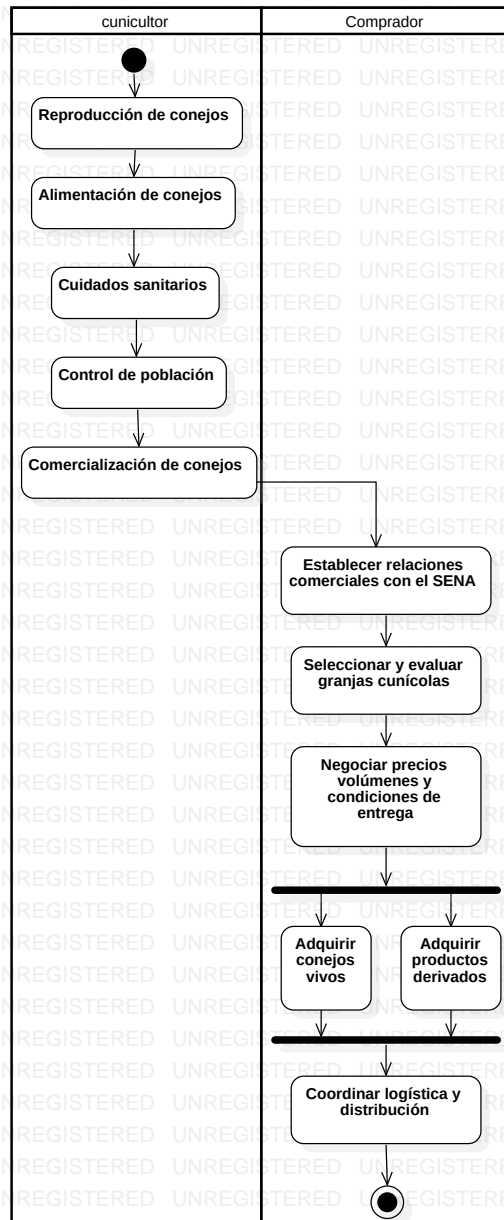 cunicultor
Comprador
Reproducción de conejos
Alimentación de conejos
Cuidados sanitarios
Control de población
Comercialización de conejos
Establecer relaciones
comerciales con el SENA
Seleccionar y evaluar
granjas cunícolas
Negociar precios
volúmenes y
condiciones de
entrega
Adquirir
conejos
vivos
Adquirir
productos
derivados
Coordinar logística y
distribución
UNREGISTERED